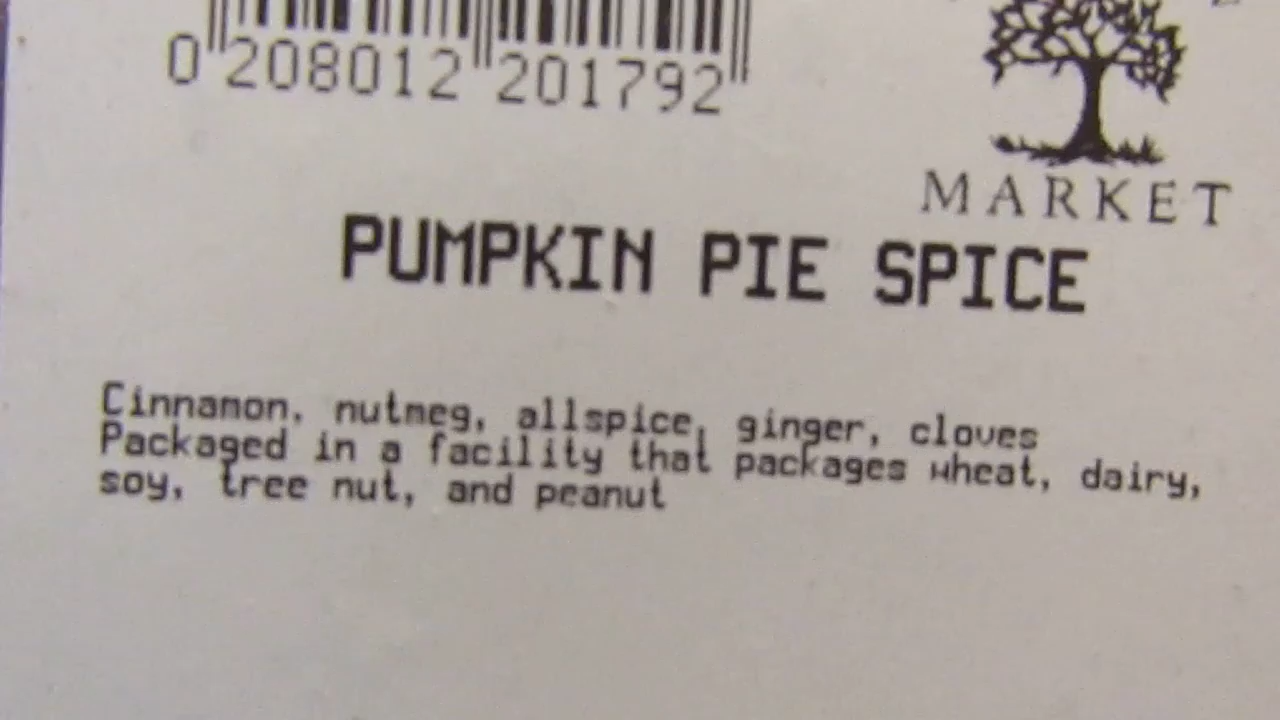 0 208012 201792
MARKET
PUMPKIN PIE SPICE
Cinnamon, nutmeg, allspice, ginger, cloves
Packaged in a facility that packages wheat, dairy,
soy, tree nut, and peanut